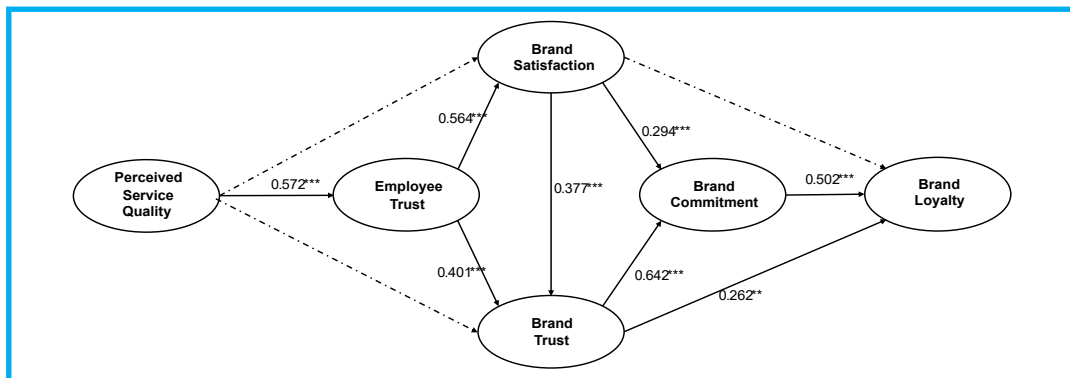 Brand
Satisfaction
0.564***
0.294***
Perceived
Service
Quality
0.572***
Employee
Trust
0.377***
Brand
Commitment
0.502***
Brand
Loyalty
0.401***
0.642***
0.262**
Brand
Trust